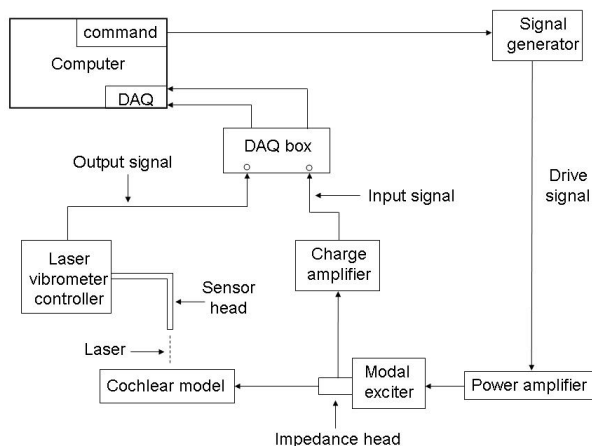 command
Computer
DAQ
Signal
generator
DAQ box
Output signal
Input signal
Drive
signal
Laser
vibrometer
controller
Sensor
head
Charge
amplifier
Laser
Cochlear model
Modal
exciter
Power amplifier
Impedance head